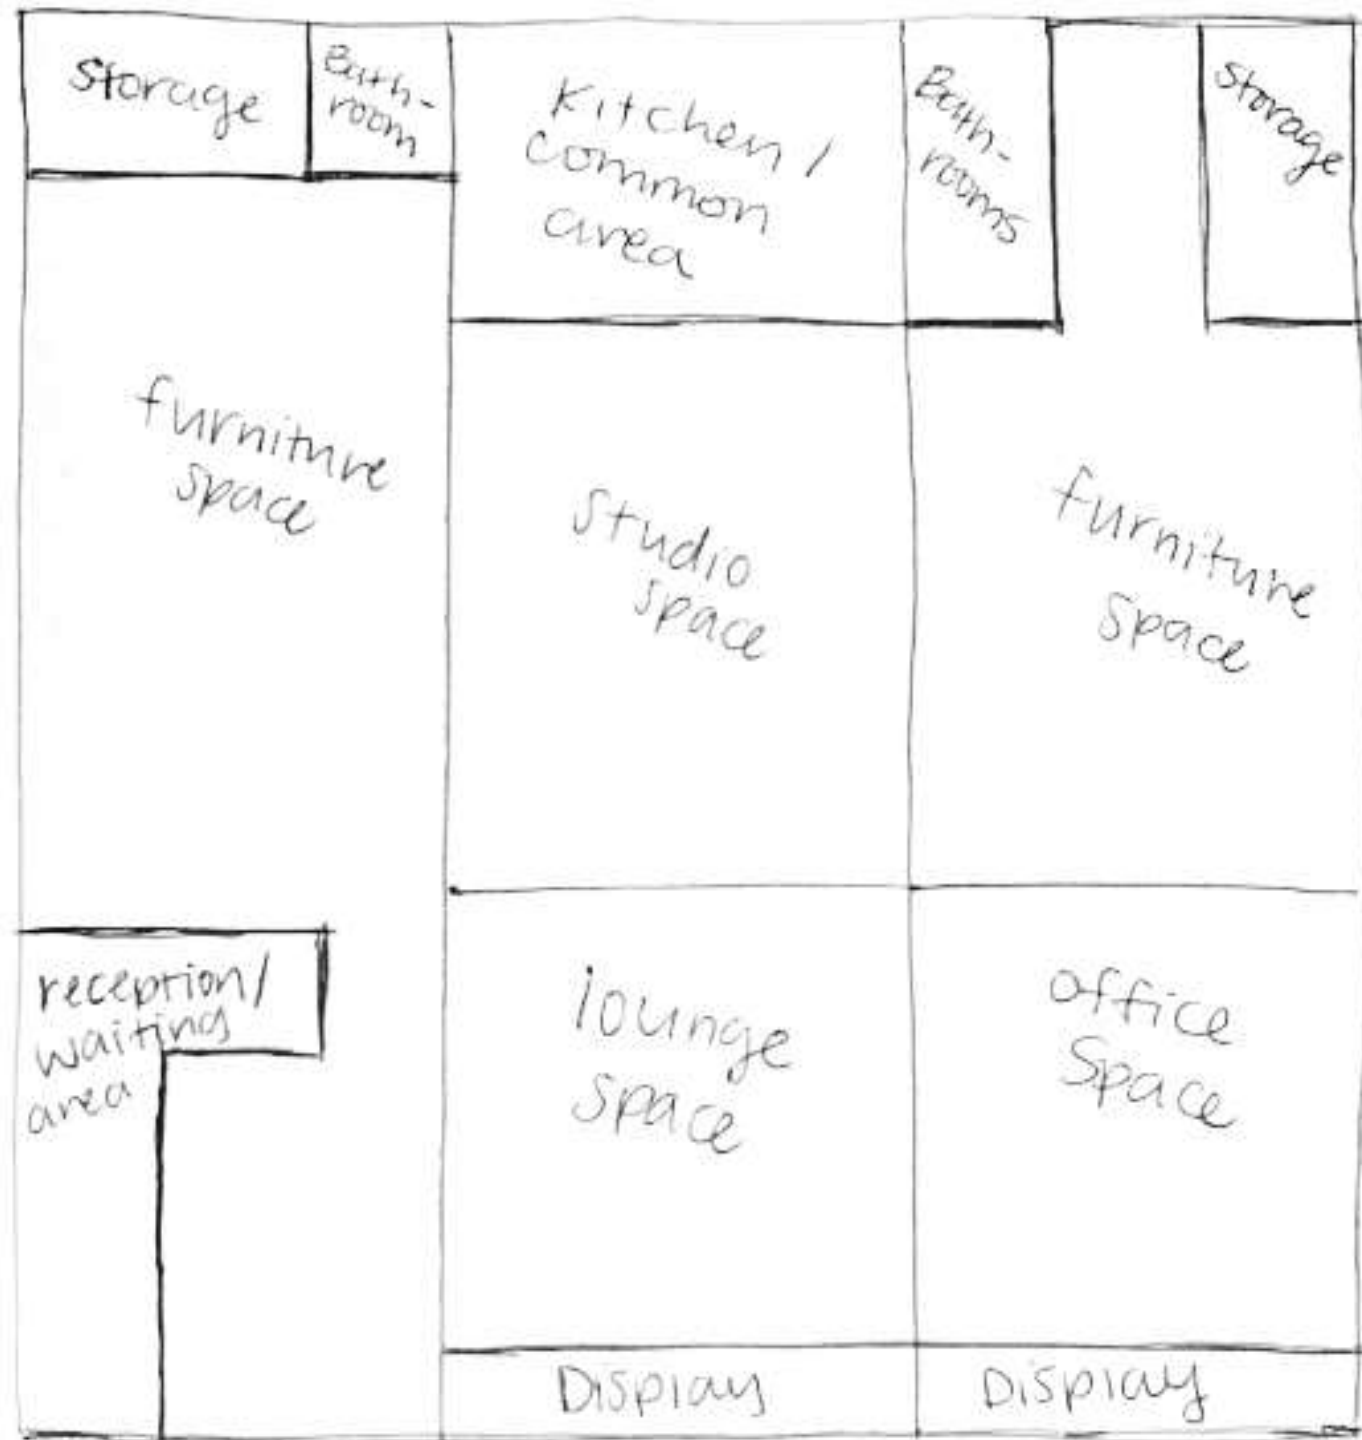 Storage
Bath-
room
Kitchen /
common
area
Bath-
rooms
Storage
furniture
space
studio
space
furniture
space
reception/
waiting
area
lounge
space
office
Space
Display
Display